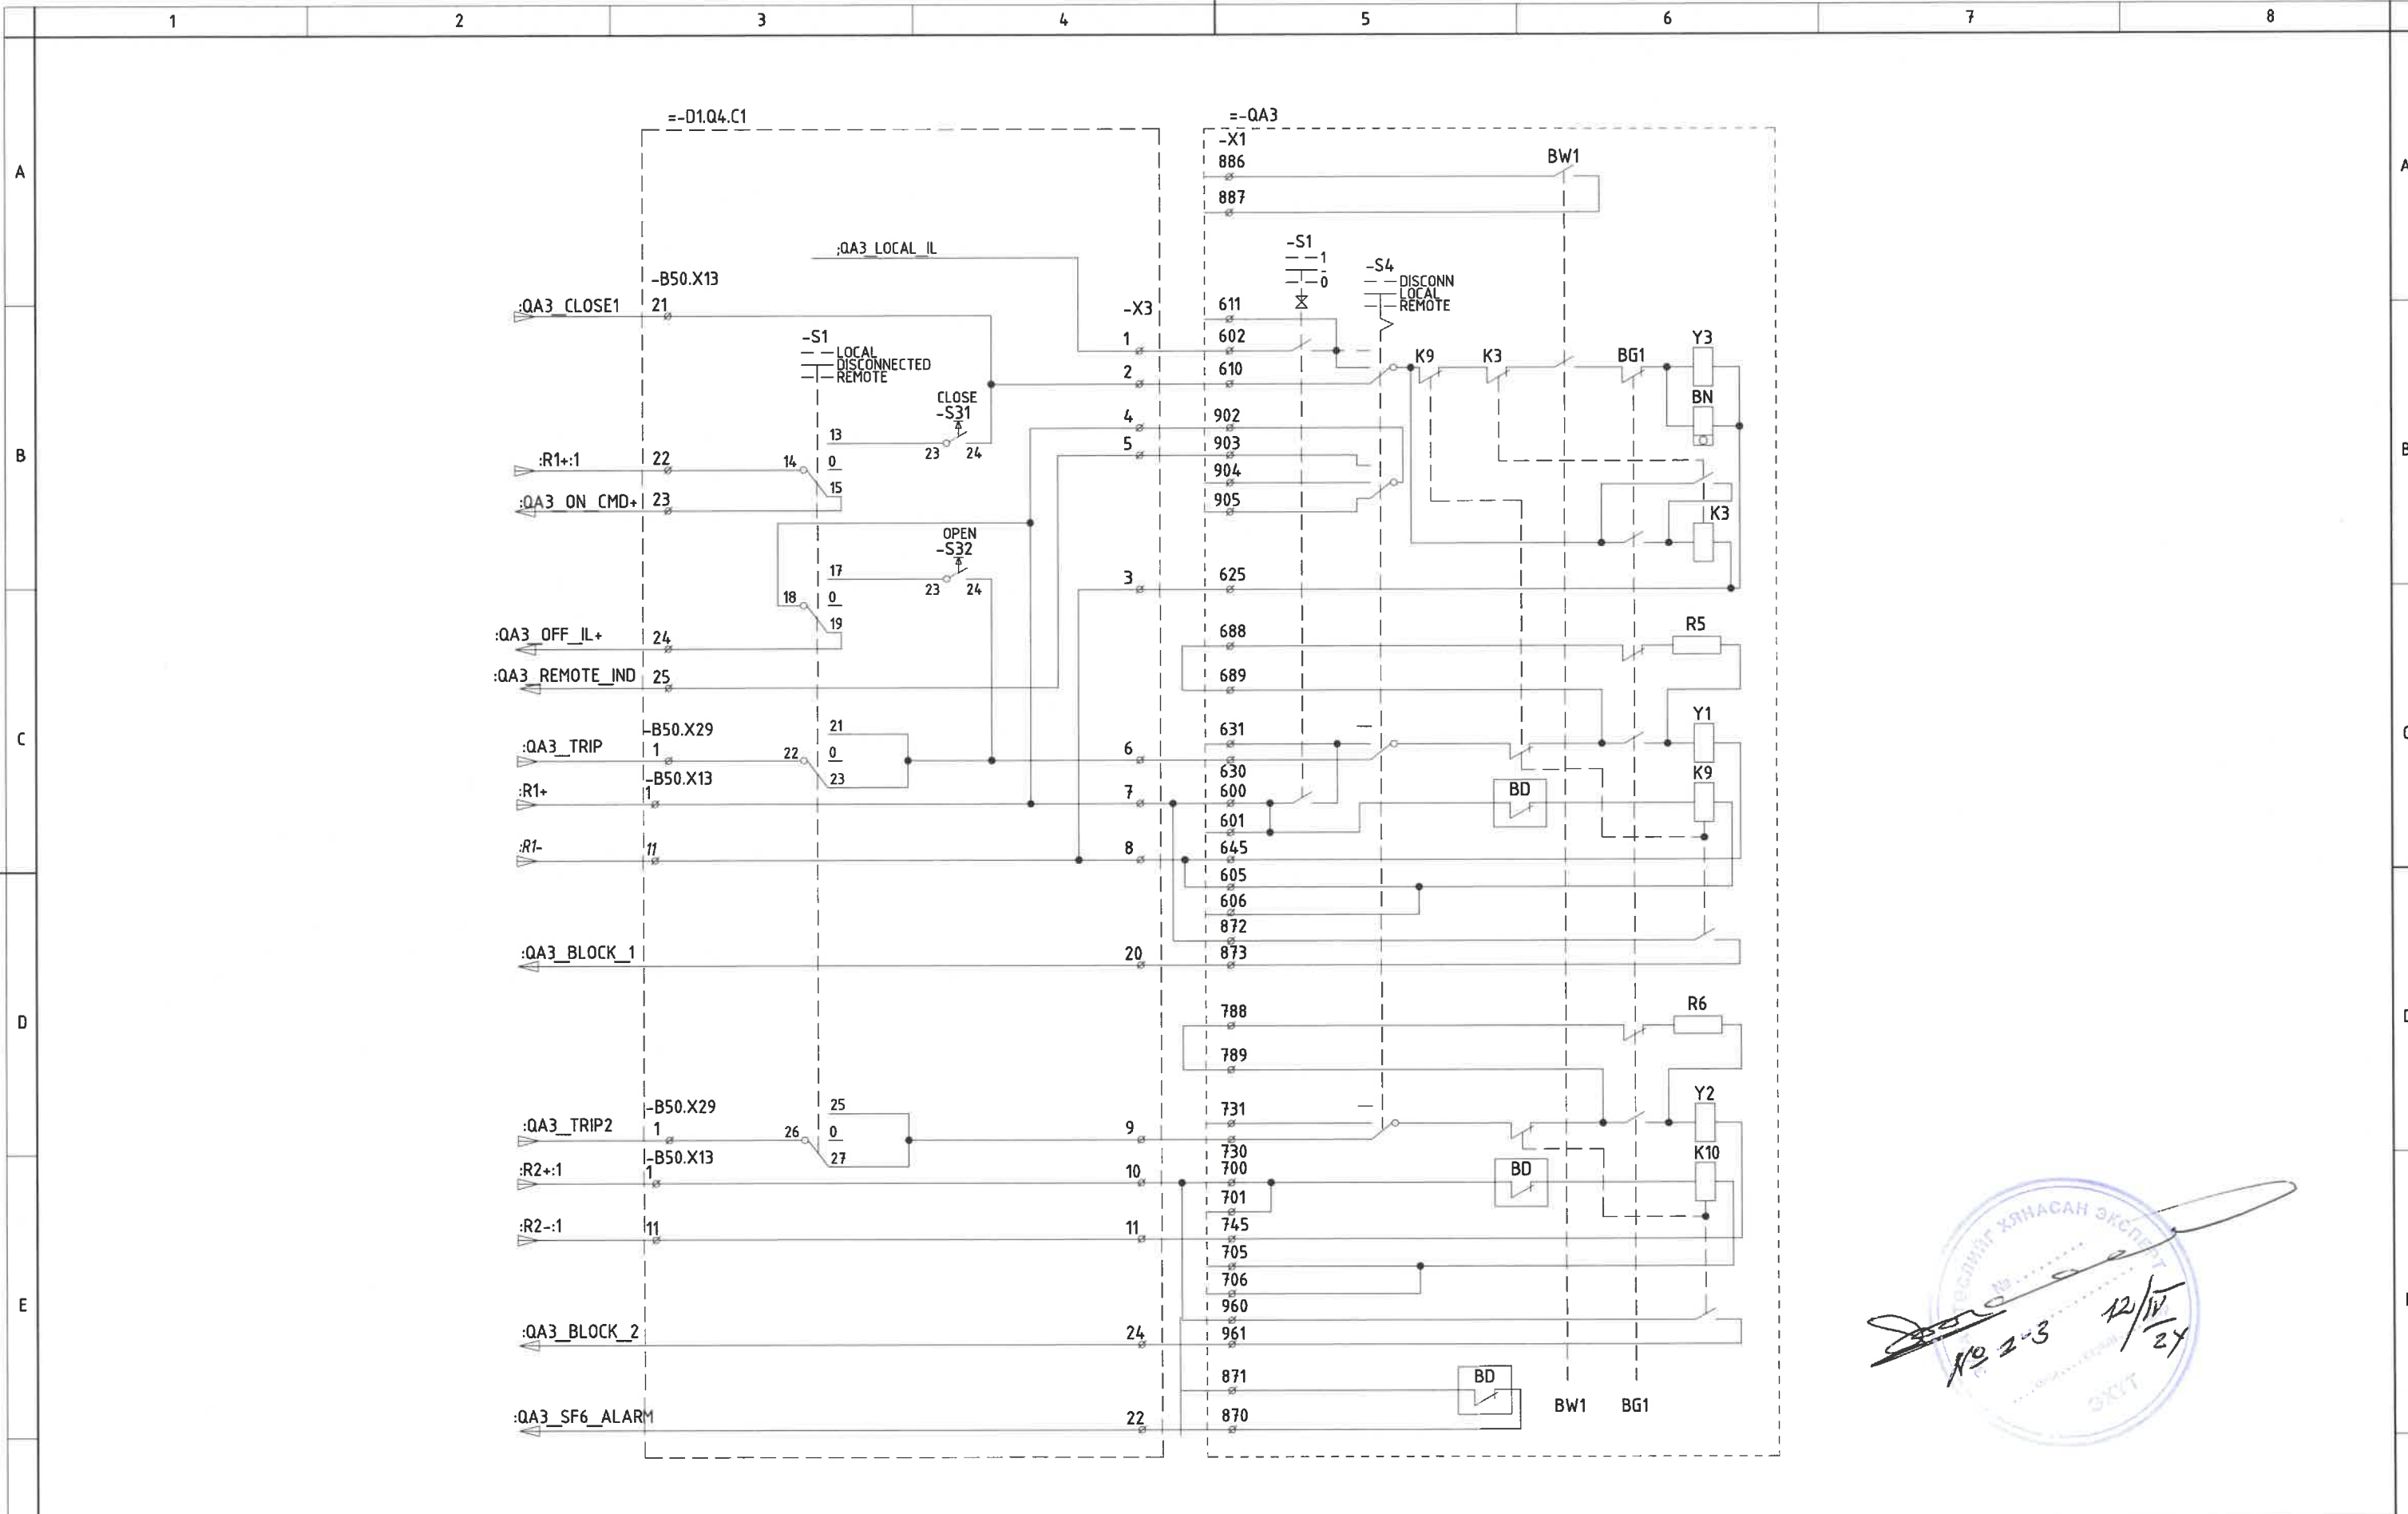 1 2 3 4 5 6 7 8
=-D1.Q4.C1
=-QA3
-X1
A
886
BW1
A
887
;QA3_LOCAL_IL
-S1
1
-
0
-S4
DISCONN
LOCAL
REMOTE
-B50.X13
:QA3_CLOSE1
21
-X3
611
-S1
LOCAL
DISCONNECTED
REMOTE
1
602
Y3
K9
K3
BG1
2
610
CLOSE
-S31
BN
4
902
13
23 24
5
903
B
:R1+:1
22
14
0
904
15
:QA3_ON_CMD+
23
905
K3
OPEN
-S32
17
23 24
3
625
18
0
19
:QA3_OFF_IL+
24
688
R5
:QA3_REMOTE_IND
25
689
C
-B50.X29
21
Y1
:QA3_TRIP
1
22
0
6
631
23
630
K9
-B50.X13
:R1+
1
7
600
BD
601
:R1-
11
8
645
605
606
872
:QA3_BLOCK_1
20
873
D
788
R6
789
-B50.X29
25
731
Y2
:QA3_TRIP2
1
26
0
9
27
730
K10
-B50.X13
:R2+:1
1
10
700
BD
701
:R2-:1
11
11
745
705
706
E
960
:QA3_BLOCK_2
24
961
871
BD
BW1
BG1
:QA3_SF6_ALARM
22
870
ХЯНАСАН ЭКСПЕРТ
№
№ 2-3
12/IV
24
ЭХЦТ